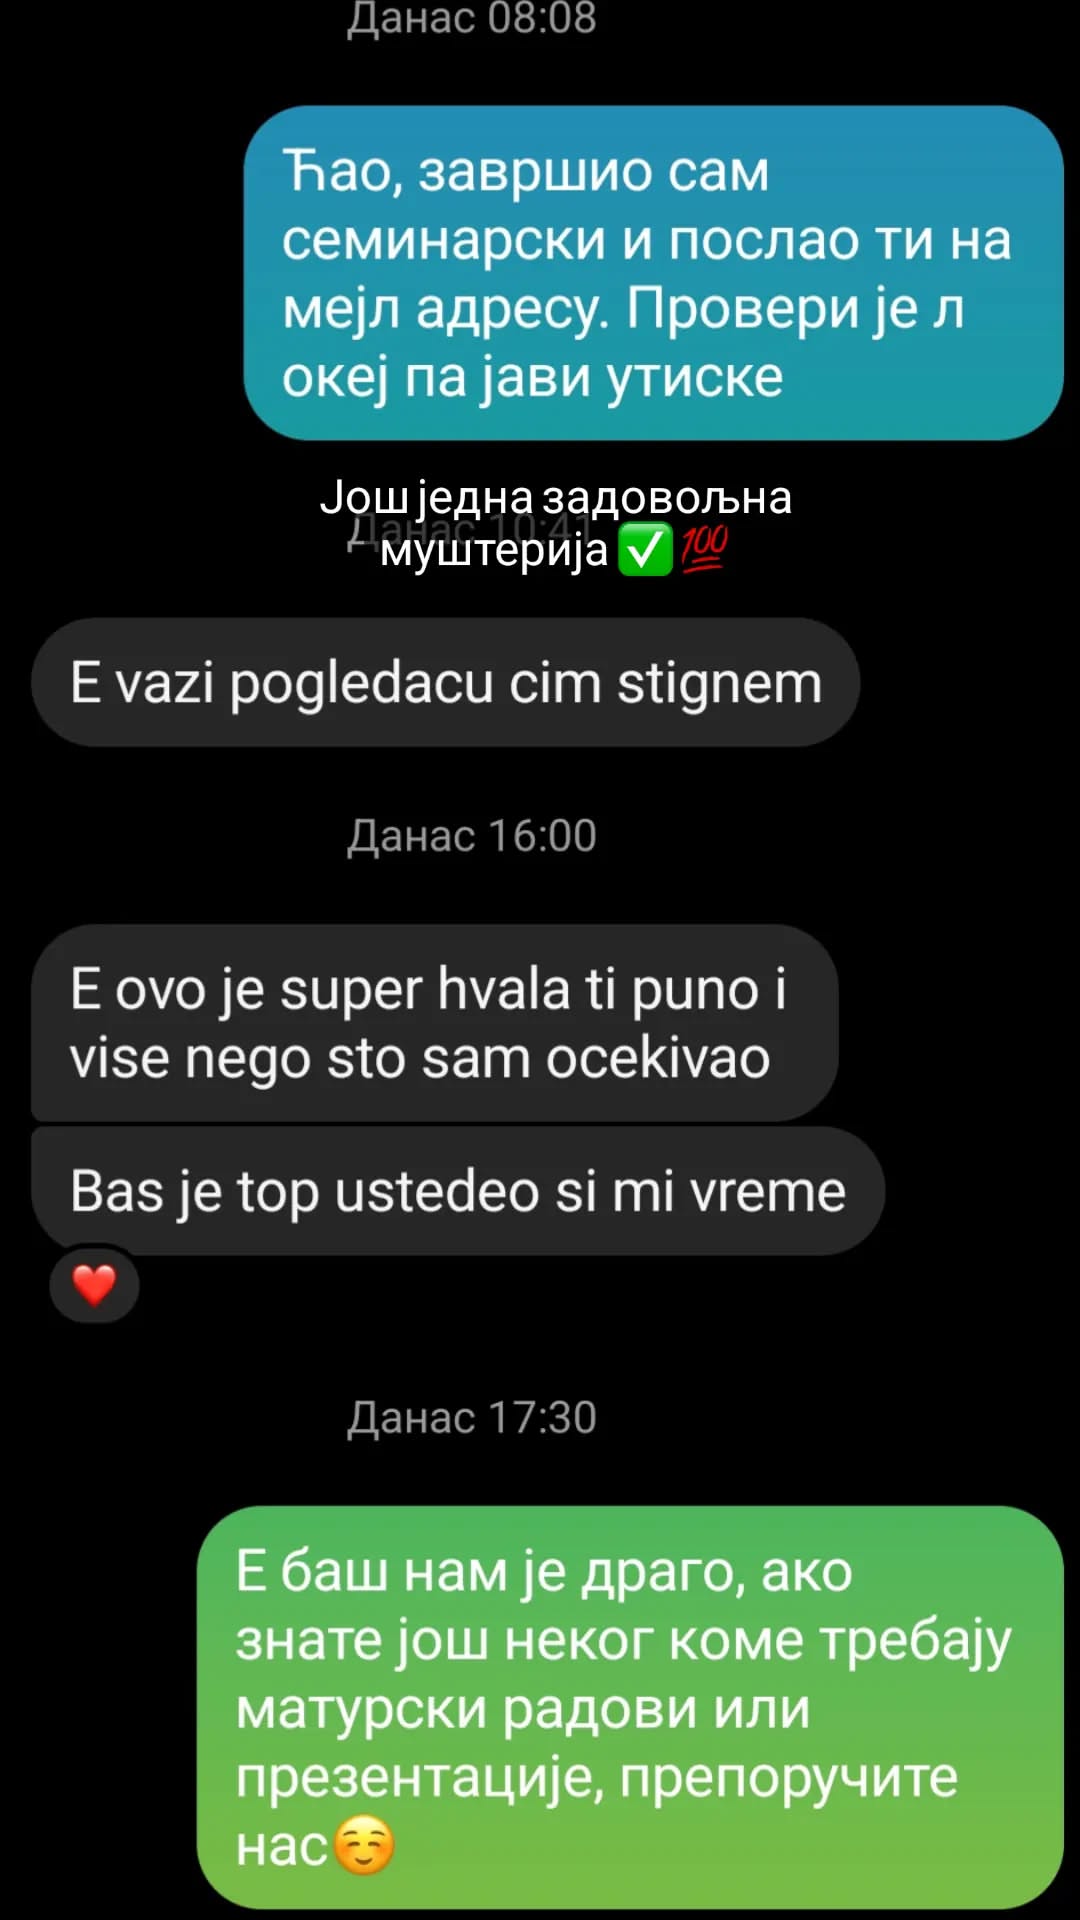 Данас 08:08
Ћао, завршио сам
семинарски и послао ти на
мејл адресу. Провери је л
океј па јави утиске
Још једна задовољна
муштерија ✅💯
Данас 10:41
E vazi pogledacu cim stignem
Данас 16:00
E ovo je super hvala ti puno i
vise nego sto sam ocekivao
Bas je top ustedeo si mi vreme
❤️
Данас 17:30
Е баш нам је драго, ако
знате још неког коме требају
матурски радови или
презентације, препоручите
нас☺️